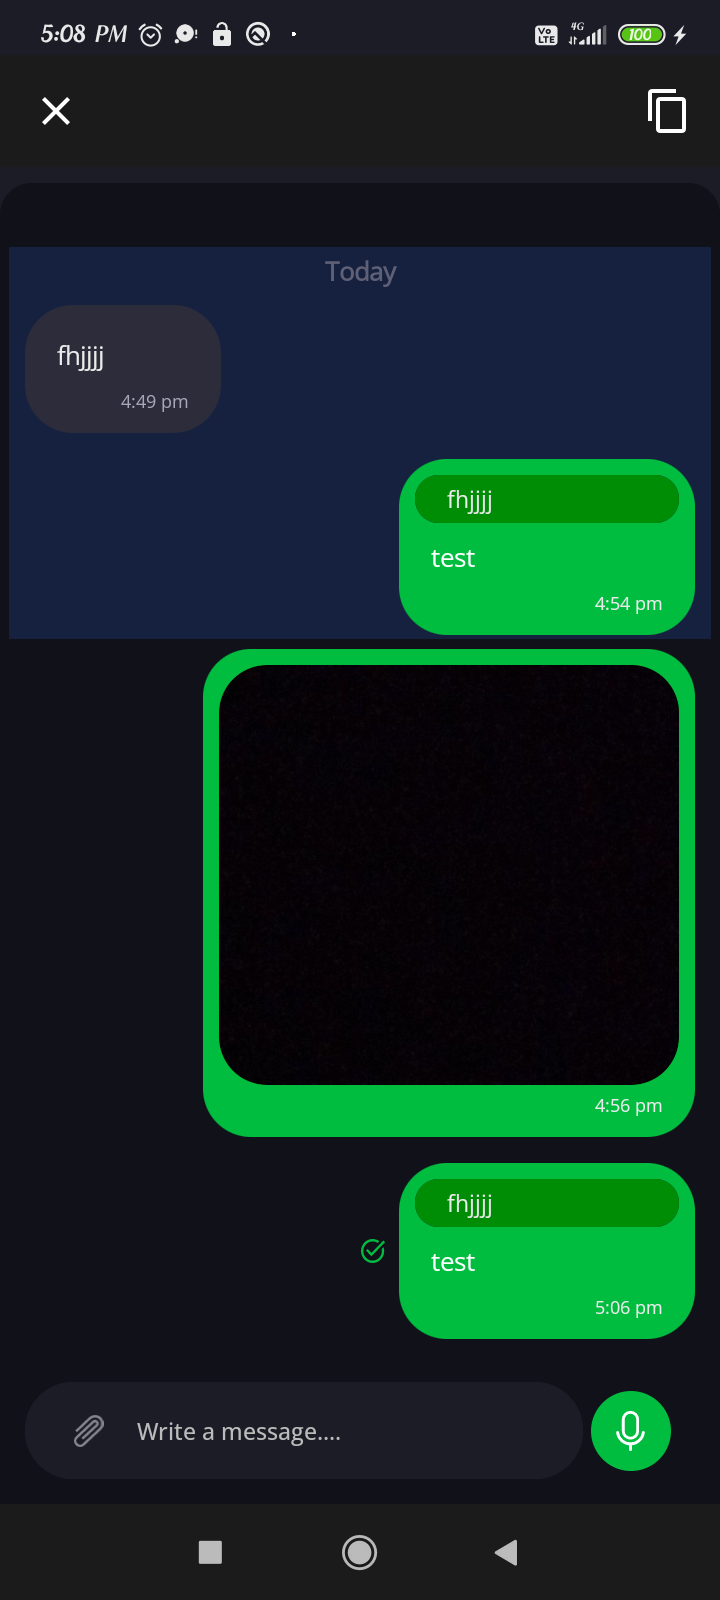 5:08 PM
Vo LTE 4G 100
Today
fhjjjj
4:49 pm
fhjjjj
test
4:54 pm
4:56 pm
fhjjjj
test
5:06 pm
Write a message....